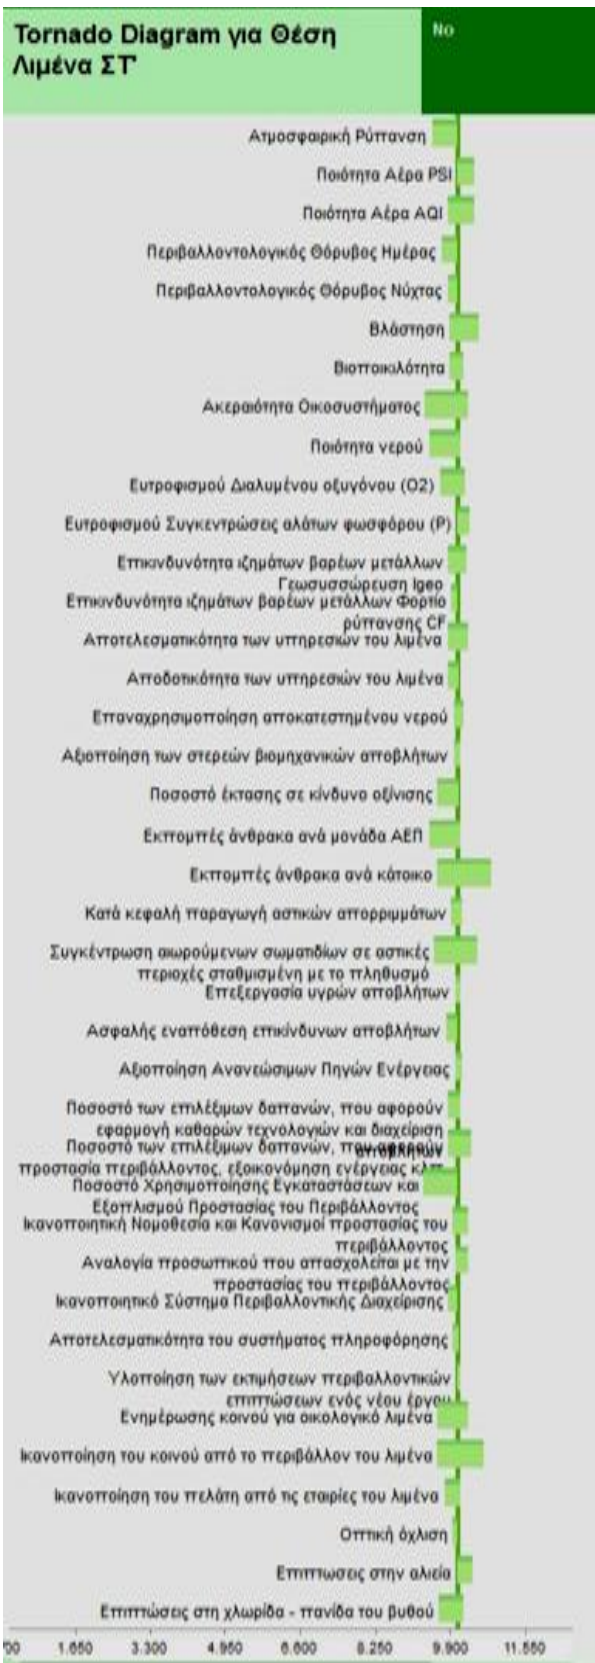 Tornado Diagram για Θέση
Λιμένα ΣΤ'
No
Ατμοσφαιρική Ρύπανση
Ποιότητα Αέρα PSI
Ποιότητα Αέρα AQI
Περιβαλλοντολογικός Θόρυβος Ημέρας
Περιβαλλοντολογικός Θόρυβος Νύχτας
Βλάστηση
Βιοποικιλότητα
Ακεραιότητα Οικοσυστήματος
Ποιότητα νερού
Ευτροφισμού Διαλυμένου οξυγόνου (O2)
Ευτροφισμού Συγκεντρώσεις αλάτων φωσφόρου (P)
Επικινδυνότητα ιζημάτων βαρέων μετάλλων
Γεωσυσσώρευση Igeo
Επικινδυνότητα ιζημάτων βαρέων μετάλλων Φορτίο
ρύπανσης CF
Αποτελεσματικότητα των υπηρεσιών του λιμένα
Αποδοτικότητα των υπηρεσιών του λιμένα
Επαναχρησιμοποίηση αποκατεστημένου νερού
Αξιοποίηση των στερεών βιομηχανικών αποβλήτων
Ποσοστό έκτασης σε κίνδυνο οξίνισης
Εκπομπές άνθρακα ανά μονάδα ΑΕΠ
Εκπομπές άνθρακα ανά κάτοικο
Κατά κεφαλή παραγωγή αστικών απορριμμάτων
Συγκέντρωση αιωρούμενων σωματιδίων σε αστικές
περιοχές σταθμισμένη με το πληθυσμό
Επεξεργασία υγρών αποβλήτων
Ασφαλής εναπόθεση επικίνδυνων αποβλήτων
Αξιοποίηση Ανανεώσιμων Πηγών Ενέργειας
Ποσοστό των επιλέξιμων δαπανών, που αφορούν
εφαρμογή καθαρών τεχνολογιών και διαχείριση
αποβλήτων
Ποσοστό των επιλέξιμων δαπανών, που αφορούν
προστασία περιβάλλοντος, εξοικονόμηση ενέργειας κλπ
Ποσοστό Χρησιμοποίησης Εγκαταστάσεων και
Εξοπλισμού Προστασίας του Περιβάλλοντος
Ικανοποιητική Νομοθεσία και Κανονισμοί προστασίας του
περιβάλλοντος
Αναλογία προσωπικού που απασχολείται με την
προστασίας του περιβάλλοντος
Ικανοποιητικό Σύστημα Περιβαλλοντικής Διαχείρισης
Αποτελεσματικότητα του συστήματος πληροφόρησης
Υλοποίηση των εκτιμήσεων περιβαλλοντικών
επιπτώσεων ενός νέου έργου
Ενημέρωσης κοινού για οικολογικό λιμένα
Ικανοποίηση του κοινού από το περιβάλλον του λιμένα
Ικανοποίηση του πελάτη από τις εταιρίες του λιμένα
Οπτική όχλιση
Επιπτωσεις στην αλιεία
Επιπτώσεις στη χλωρίδα - πανίδα του βυθού
00 1.650 3.300 4.950 6.600 8.250 9.900 11.550